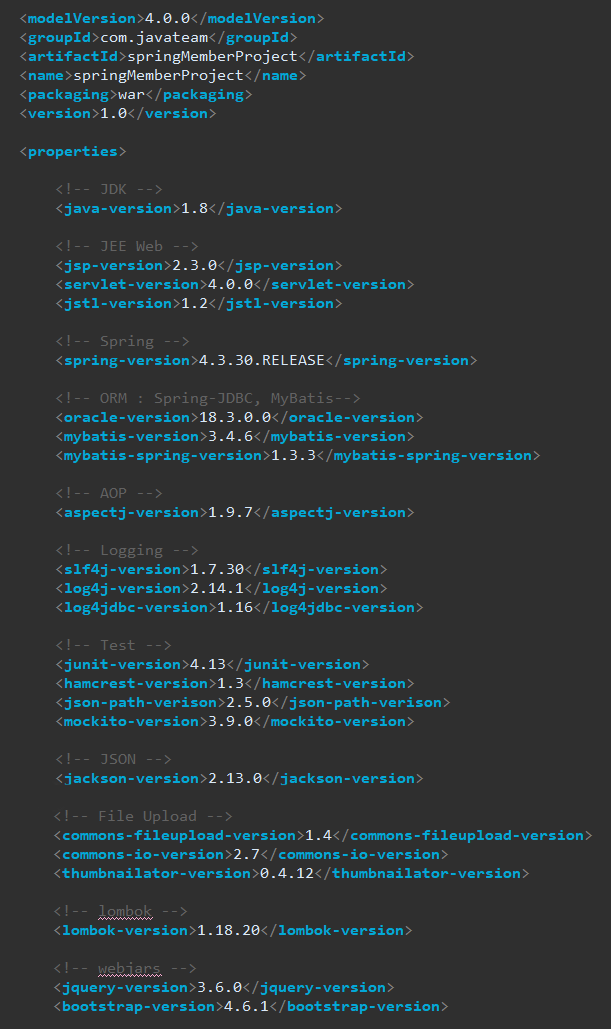 <modelVersion>4.0.0</modelVersion>
<groupId>com.javateam</groupId>
<artifactId>springMemberProject</artifactId>
<name>springMemberProject</name>
<packaging>war</packaging>
<version>1.0</version>
<properties>
<!-- JDK -->
<java-version>1.8</java-version>
<!-- JEE Web -->
<jsp-version>2.3.0</jsp-version>
<servlet-version>4.0.0</servlet-version>
<jstl-version>1.2</jstl-version>
<!-- Spring -->
<spring-version>4.3.30.RELEASE</spring-version>
<!-- ORM : Spring-JDBC, MyBatis-->
<oracle-version>18.3.0.0</oracle-version>
<mybatis-version>3.4.6</mybatis-version>
<mybatis-spring-version>1.3.3</mybatis-spring-version>
<!-- AOP -->
<aspectj-version>1.9.7</aspectj-version>
<!-- Logging -->
<slf4j-version>1.7.30</slf4j-version>
<log4j-version>2.14.1</log4j-version>
<log4jdbc-version>1.16</log4jdbc-version>
<!-- Test -->
<junit-version>4.13</junit-version>
<hamcrest-version>1.3</hamcrest-version>
<json-path-verison>2.5.0</json-path-verison>
<mockito-version>3.9.0</mockito-version>
<!-- JSON -->
<jackson-version>2.13.0</jackson-version>
<!-- File Upload -->
<commons-fileupload-version>1.4</commons-fileupload-version>
<commons-io-version>2.7</commons-io-version>
<thumbnailator-version>0.4.12</thumbnailator-version>
<!-- lombok -->
<lombok-version>1.18.20</lombok-version>
<!-- webjars -->
<jquery-version>3.6.0</jquery-version>
<bootstrap-version>4.6.1</bootstrap-version>